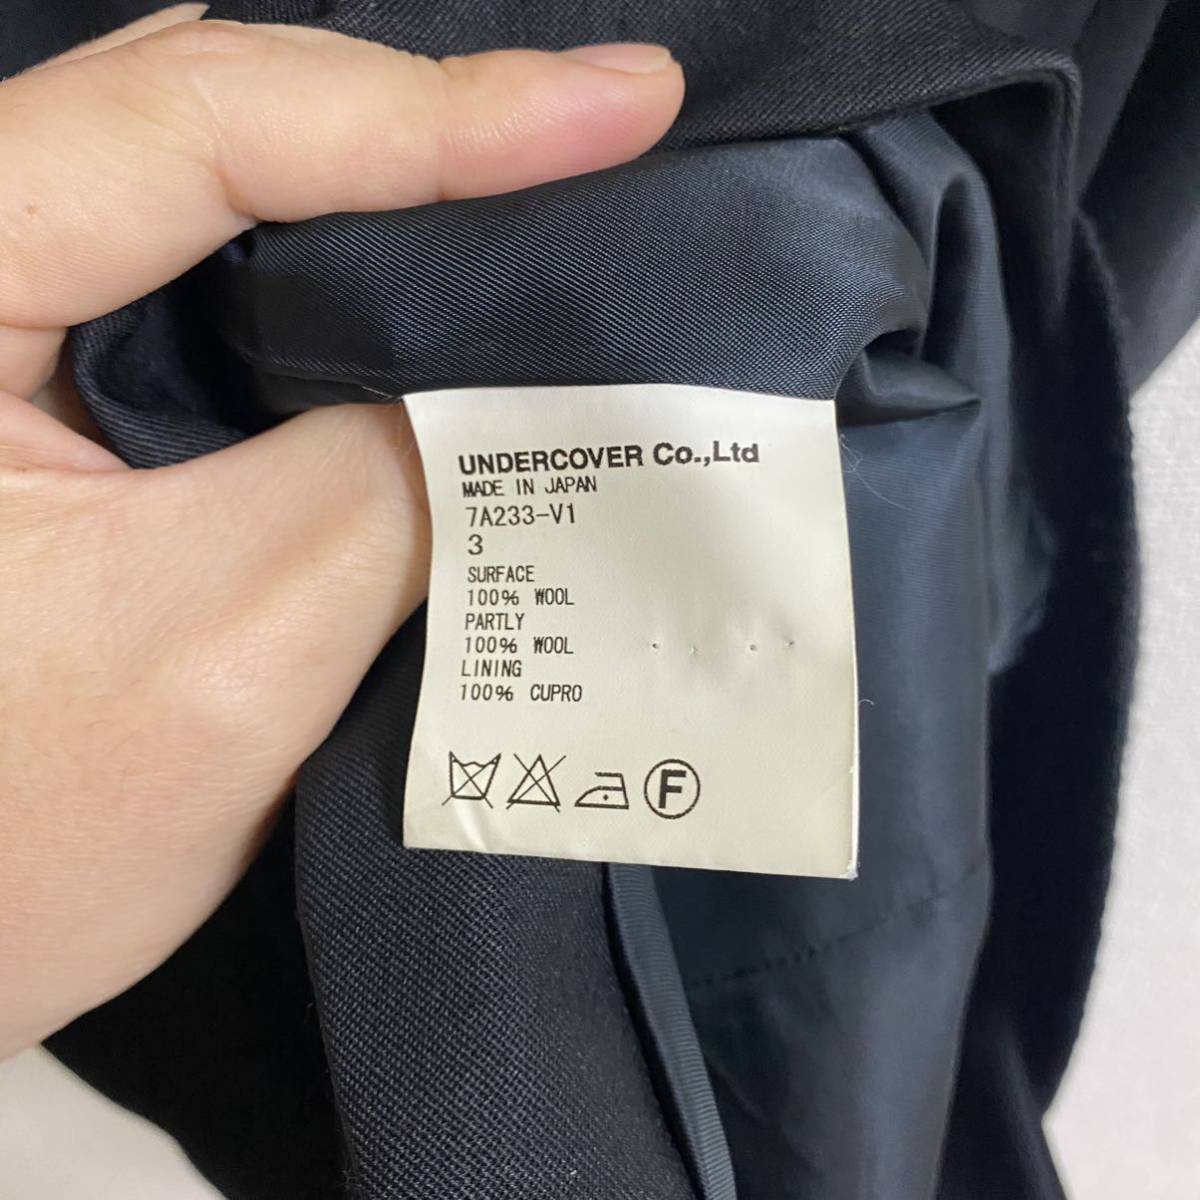 UNDERCOVER Co.,Ltd
MADE IN JAPAN
7A233-V1
3
SURFACE
100% WOOL
PARTLY
100% WOOL
LINING
100% CUPRO
F